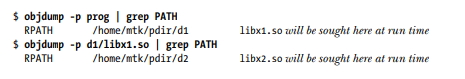 $ objdump -p prog | grep PATH
RPATH /home/mtk/pdir/d1 libx1.so will be sought here at run time
$ objdump -p d1/libx1.so | grep PATH
RPATH /home/mtk/pdir/d2 libx2.so will be sought here at run time